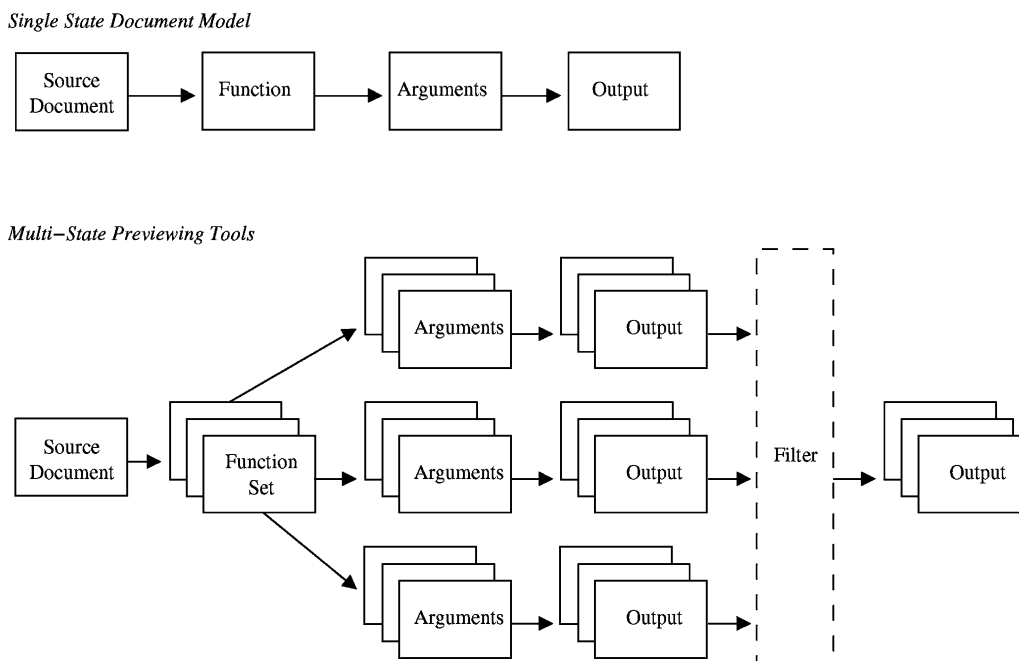 Single State Document Model
Source
Document
Function
Arguments
Output
Multi−State Previewing Tools
Arguments
Output
Source
Document
Function
Set
Arguments
Output
Filter
Output
Arguments
Output